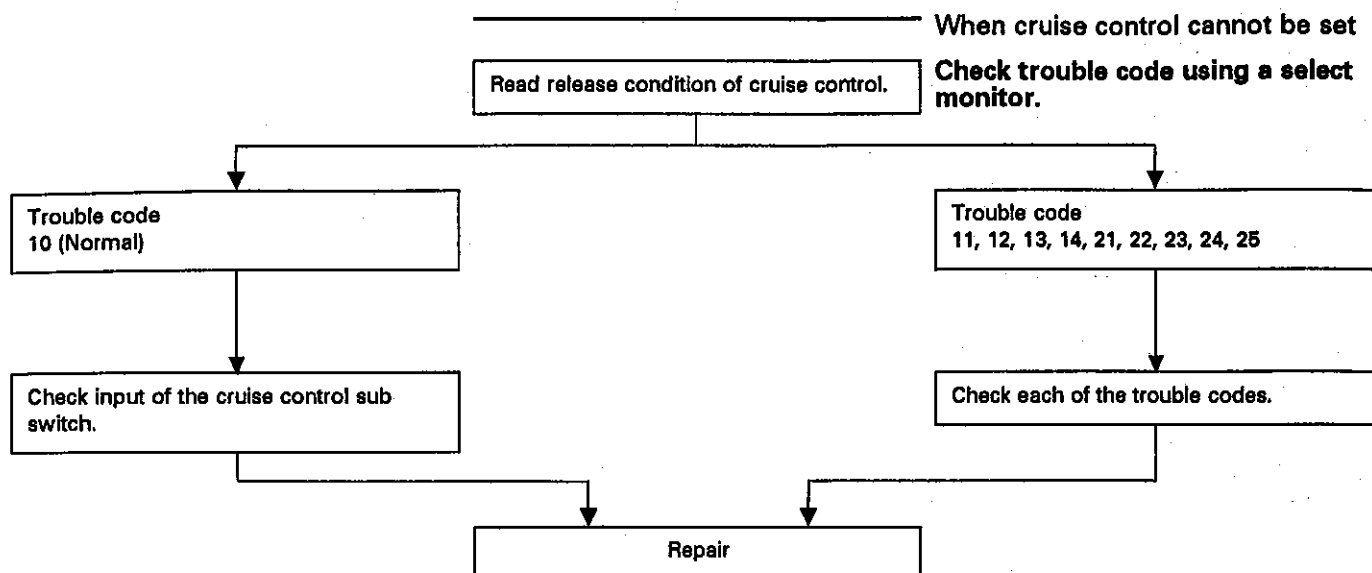 When cruise control cannot be set
Read release condition of cruise control.
Check trouble code using a select
monitor.
Trouble code
10 (Normal)
Trouble code
11, 12, 13, 14, 21, 22, 23, 24, 25
Check input of the cruise control sub
switch.
Check each of the trouble codes.
Repair